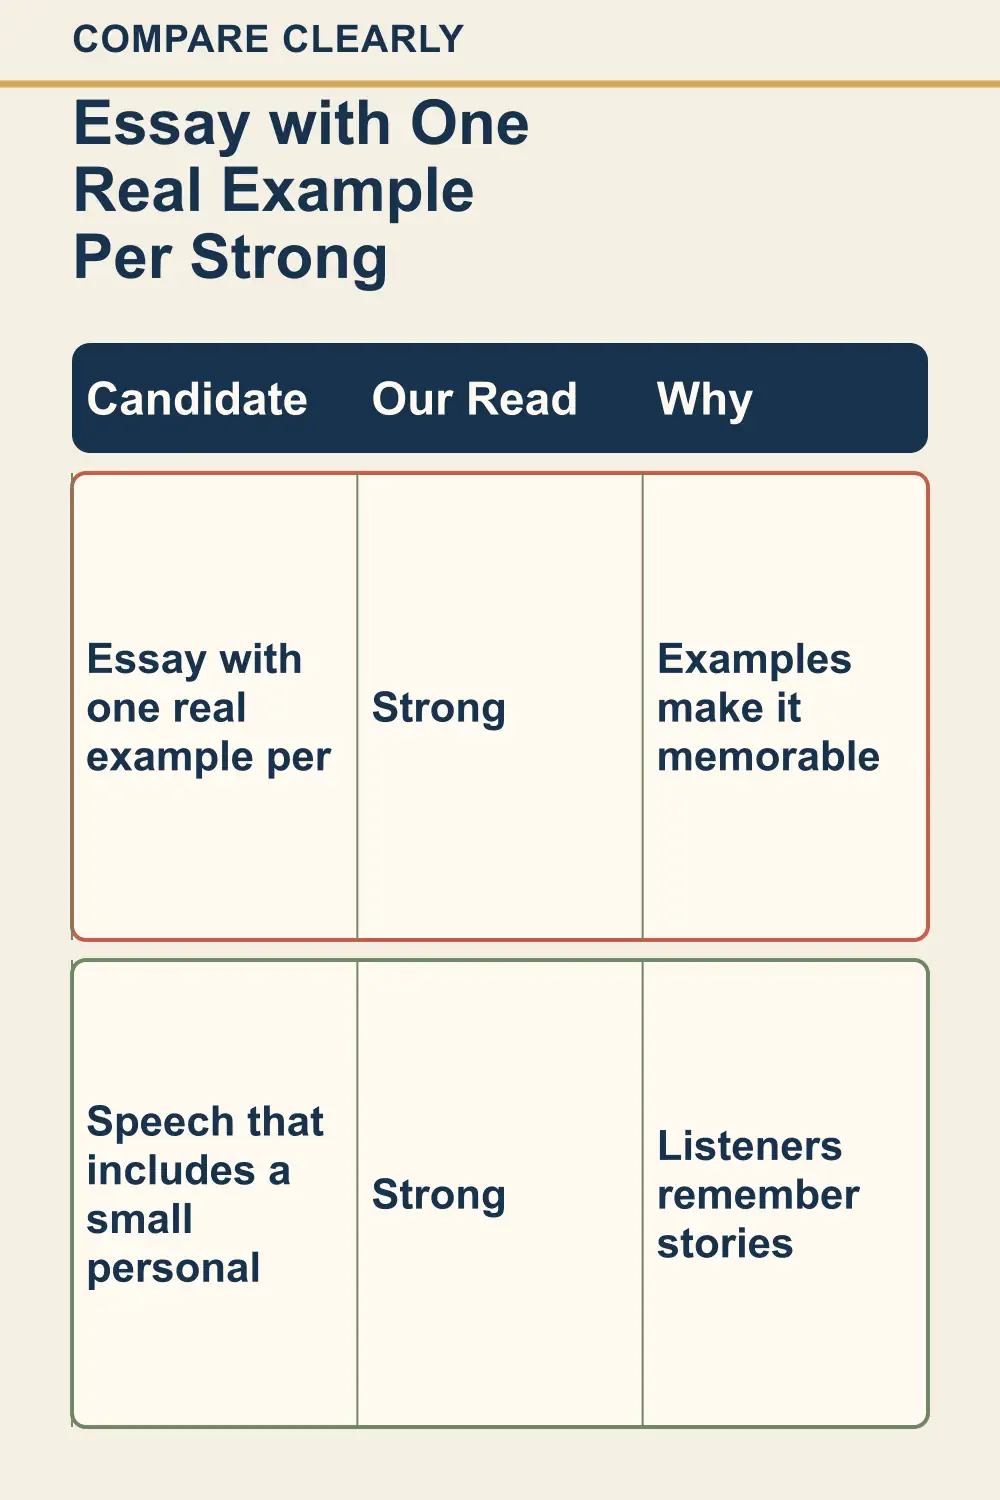 COMPARE CLEARLY
Essay with One
Real Example
Per Strong
Candidate Our Read Why
Essay with
one real
example per
Strong
Examples
make it
memorable
Speech that
includes a
small
personal
Strong
Listeners
remember
stories